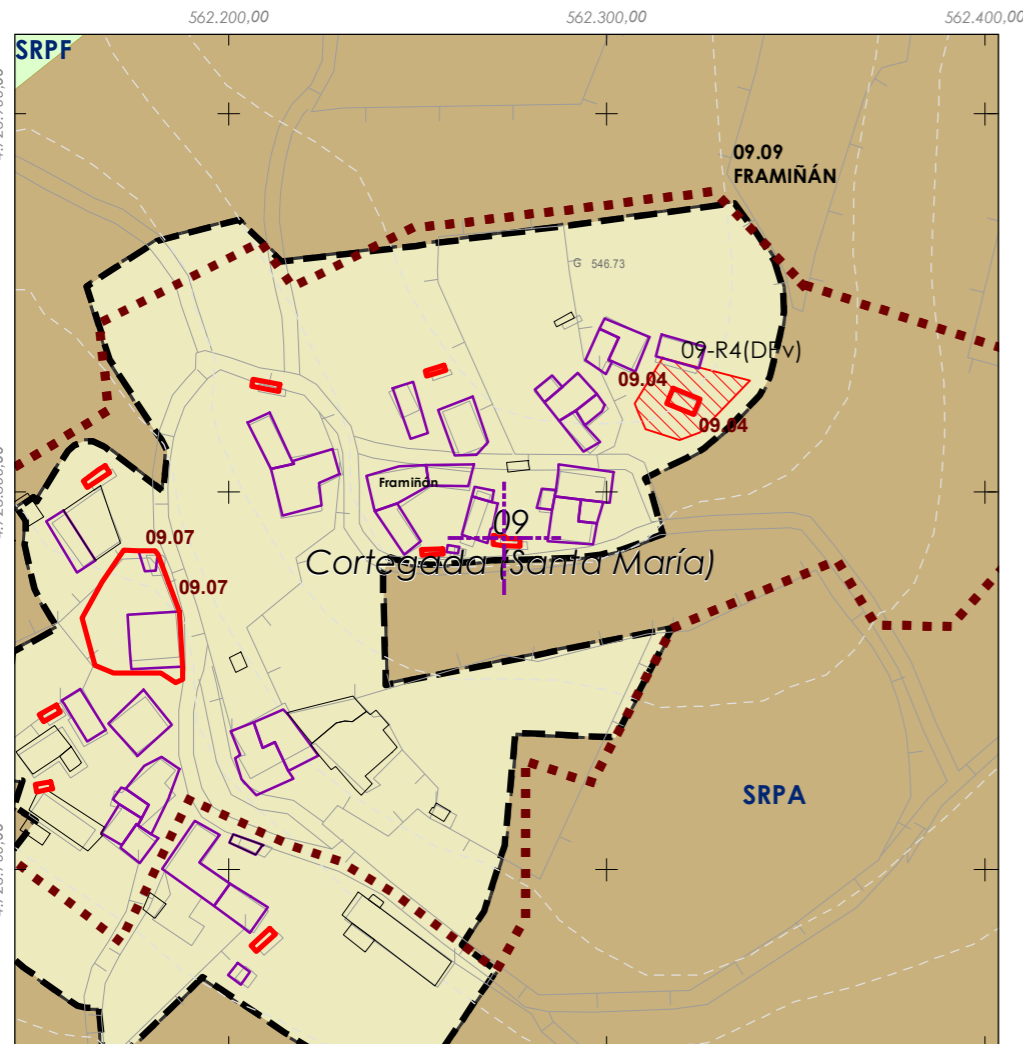 562.200,00
562.300,00
562.400,00
SRPF
09.09
FRAMIÑÁN
G 546.73
09-R4(DEv)
09.04
09.04
Framiñán
09
Cortegada (Santa María)
09.07
09.07
SRPA